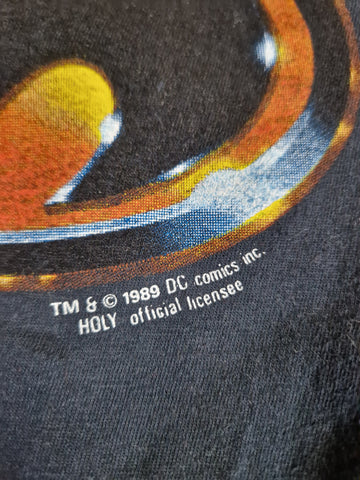 TM & © 1989 DC comics inc.
HOLY official licensee